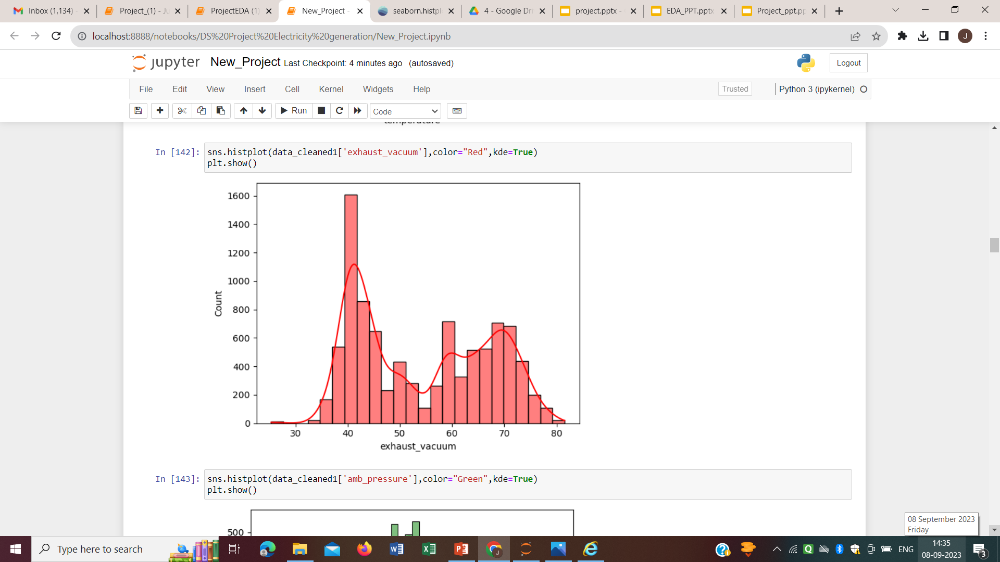 Inbox (1,134) -
Project_(1) - Ju
ProjectEDA (1)
New_Project -
seaborn.histpl
4 - Google Dri
project.pptx -
EDA_PPT.pptx
Project_ppt.pp
localhost:8888/notebooks/DS%20Project%20Electricity%20generation/New_Project.ipynb
J
jupyter New_Project Last Checkpoint: 4 minutes ago (autosaved)
Logout
File Edit View Insert Cell Kernel Widgets Help
Trusted
Python 3 (ipykernel)
Run
Code
temperature
In [142]: sns.histplot(data_cleaned1['exhaust_vacuum'],color="Red",kde=True)
plt.show()
1600
1400
1200
1000
800
600
400
200
0
Count
30 40 50 60 70 80
exhaust_vacuum
In [143]: sns.histplot(data_cleaned1['amb_pressure'],color="Green",kde=True)
plt.show()
500
08 September 2023
Friday
Type here to search
ENG
14:35
08-09-2023
3